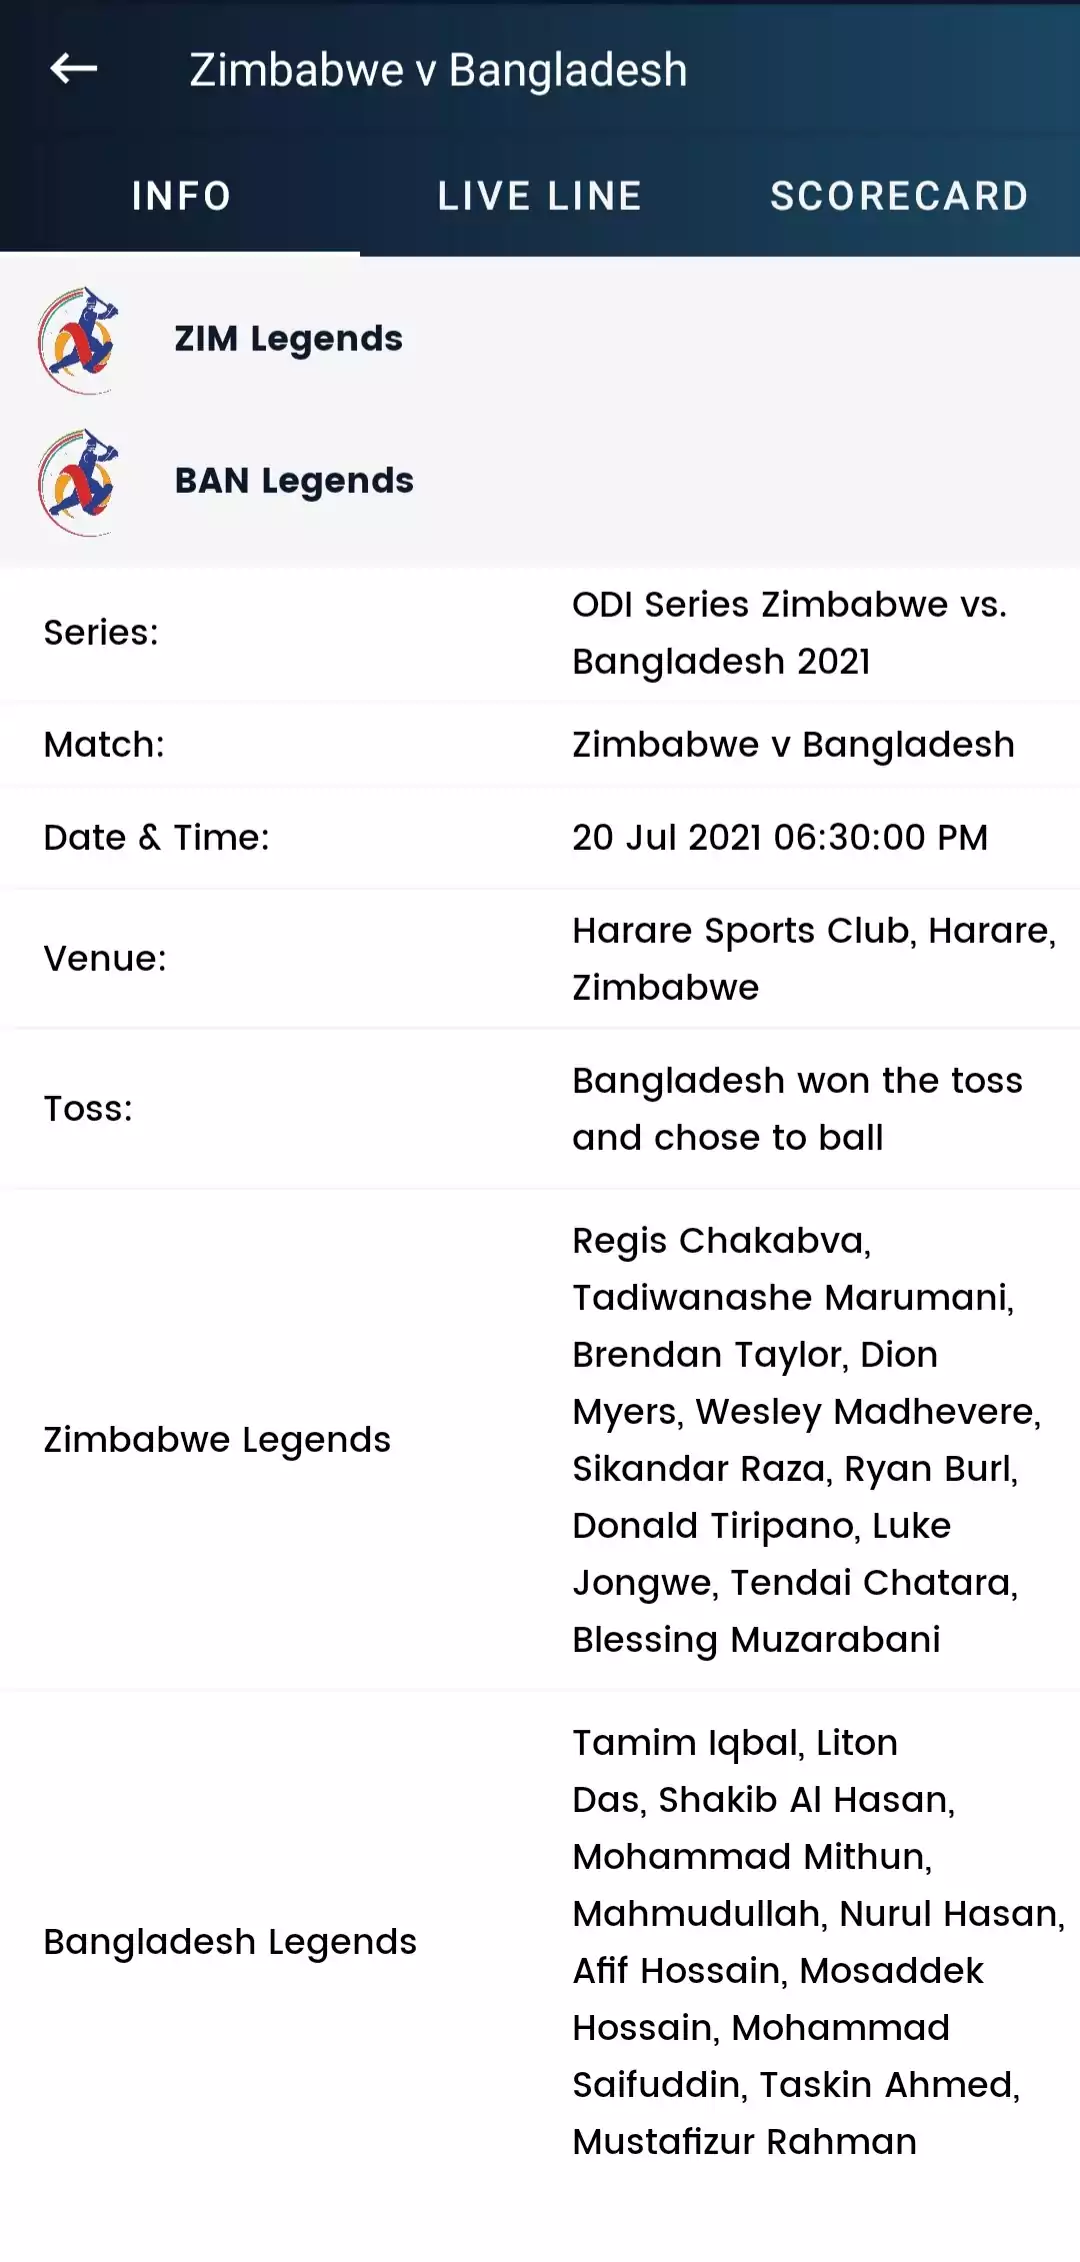 Zimbabwe v Bangladesh
INFO
LIVE LINE
SCORECARD
ZIM Legends
BAN Legends
Series:
ODI Series Zimbabwe vs.
Bangladesh 2021
Match:
Zimbabwe v Bangladesh
Date & Time:
20 Jul 2021 06:30:00 PM
Venue:
Harare Sports Club, Harare,
Zimbabwe
Toss:
Bangladesh won the toss
and chose to ball
Zimbabwe Legends
Regis Chakabva,
Tadiwanashe Marumani,
Brendan Taylor, Dion
Myers, Wesley Madhevere,
Sikandar Raza, Ryan Burl,
Donald Tiripano, Luke
Jongwe, Tendai Chatara,
Blessing Muzarabani
Bangladesh Legends
Tamim Iqbal, Liton
Das, Shakib Al Hasan,
Mohammad Mithun,
Mahmudullah, Nurul Hasan,
Afif Hossain, Mosaddek
Hossain, Mohammad
Saifuddin, Taskin Ahmed,
Mustafizur Rahman